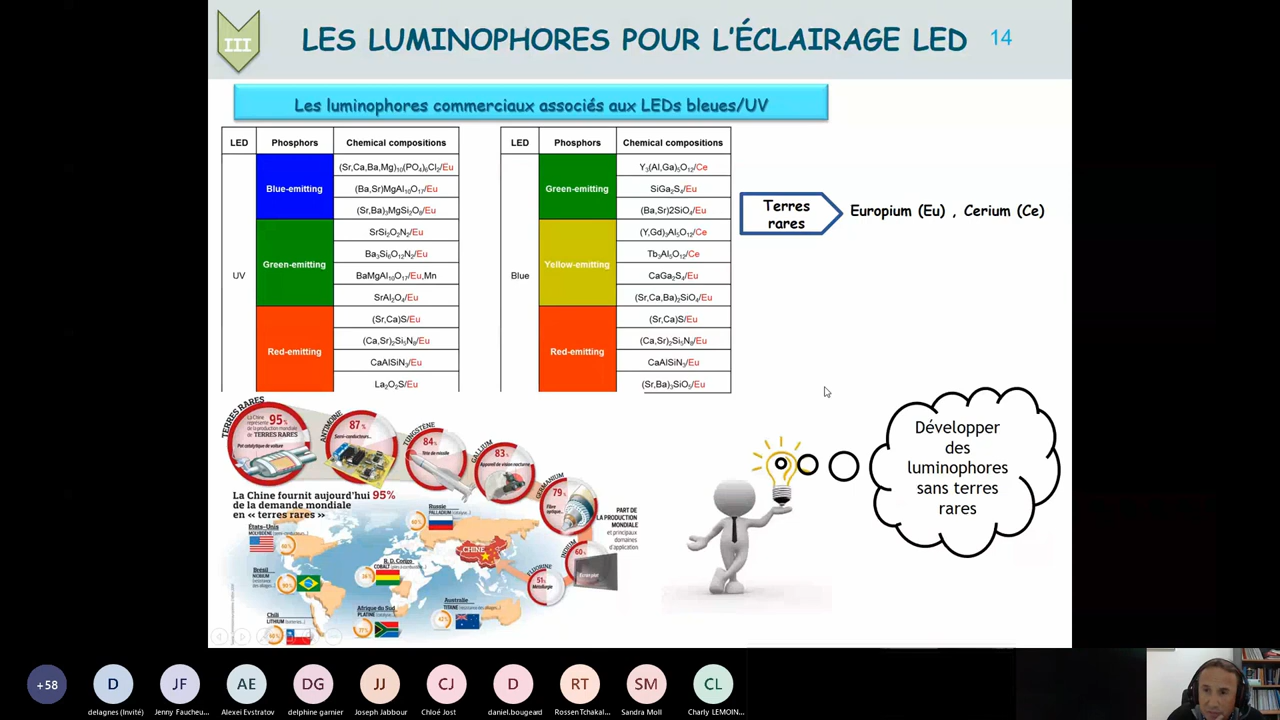 III
LES LUMINOPHORES POUR L'ÉCLAIRAGE LED
14
Les luminophores commerciaux associés aux LEDs bleues/UV
LED Phosphors Chemical compositions
UV
Blue-emitting
(Sr,Ca,Ba,Mg)₁₀(PO₄)₆Cl₂/Eu
(Ba,Sr)MgAl₁₀O₁₇/Eu
(Sr,Ba)₃MgSi₂O₈/Eu
Green-emitting
SrSi₂O₂N₂/Eu
Ba₃Si₆O₁₂N₂/Eu
BaMgAl₁₀O₁₇/Eu,Mn
SrAl₂O₄/Eu
Red-emitting
(Sr,Ca)S/Eu
(Ca,Sr)₂Si₅N₈/Eu
CaAlSiN₃/Eu
La₂O₂S/Eu
LED Phosphors Chemical compositions
Blue
Green-emitting
Y₃(Al,Ga)₅O₁₂/Ce
SiGa₂S₄/Eu
(Ba,Sr)2SiO₄/Eu
Yellow-emitting
(Y,Gd)₃Al₅O₁₂/Ce
Tb₃Al₅O₁₂/Ce
CaGa₂S₄/Eu
(Sr,Ca,Ba)₂SiO₄/Eu
Red-emitting
(Sr,Ca)S/Eu
(Ca,Sr)₂Si₅N₈/Eu
CaAlSiN₃/Eu
(Sr,Ba)₃SiO₅/Eu
Terres
rares
Europium (Eu) , Cerium (Ce)
TERRES RARES
La Chine
représente 95%
de la production mondiale
de TERRES RARES
Pot catalytique de voiture
ANTIMOINE
87%
Semi-conducteurs...
TUNGSTÈNE
84%
Tête de missile
GALLIUM
83%
Appareil de vision nocturne
GERMANIUM
79%
Fibre
optique...
INDIUM
60%
FLUORINE
51%
Métallurgie
PART DE
LA PRODUCTION
MONDIALE
et principaux
domaines
d'application
La Chine fournit aujourd'hui 95%
de la demande mondiale
en « terres rares »
États-Unis
MOLYBDÈNE
Russie
PALLADIUM
CHINE
Brésil
NIOBIUM
R. D. Congo
COBALT
Chili
LITHIUM
Afrique du Sud
PLATINE
77%
Australie
TITANE
Développer
des
luminophores
sans terres
rares
+58
D
JF
AE
DG
JJ
CJ
D
RT
SM
CL
delagnes (Invité)
Jenny Faucheu...
Alexei Evstratov
delphine garnier
Joseph Jabbour
Chloé Jost
daniel.bougeard
Rossen Tchakal...
Sandra Moll
Charly LEMOIN...